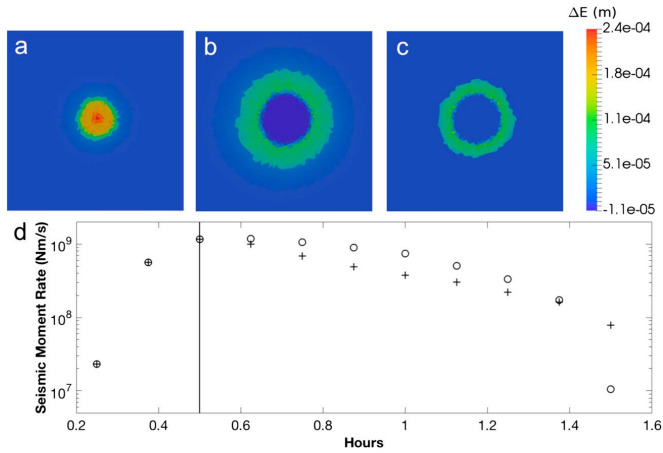 ΔE (m)
a
b
c
2.4e-04
1.8e-04
1.1e-04
5.1e-05
-1.1e-05
d
Seismic Moment Rate (Nm/s)
10⁹
10⁸
10⁷
0.2 0.4 0.6 0.8 1 1.2 1.4 1.6
Hours